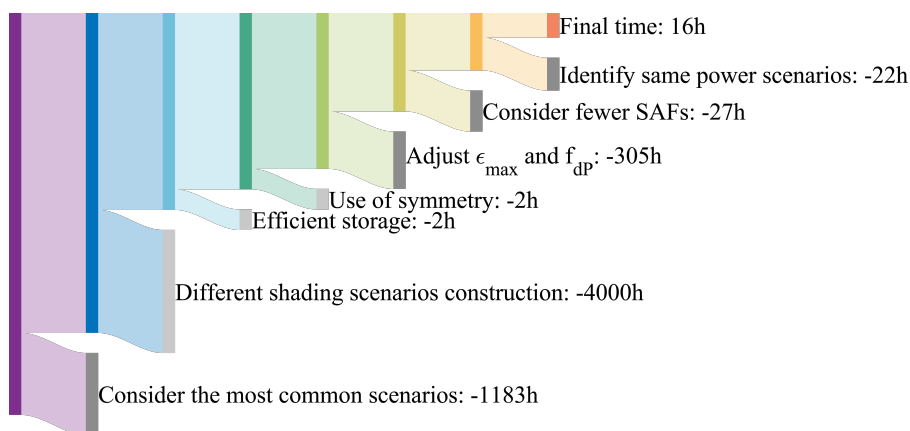 Final time: 16h
Identify same power scenarios: -22h
Consider fewer SAFs: -27h
Adjust ϵmax and fdP: -305h
Use of symmetry: -2h
Efficient storage: -2h
Different shading scenarios construction: -4000h
Consider the most common scenarios: -1183h